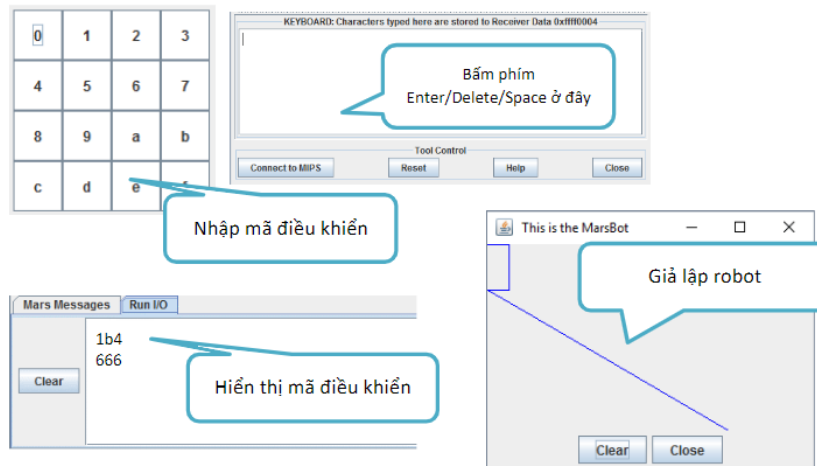 0 1 2 3
4 5 6 7
8 9 a b
c d e
Nhập mã điều khiển
KEYBOARD: Characters typed here are stored to Receiver Data 0xffff0004
Bấm phím
Enter/Delete/Space ở đây
Tool Control
Connect to MIPS Reset Help Close
Mars Messages Run I/O
1b4
666
Clear
Hiển thị mã điều khiển
This is the MarsBot
Giả lập robot
Clear Close